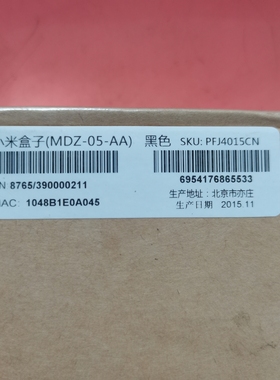 小米盒子(MDZ-05-AA) 黑色 SKU: PFJ4015CN
N 8765/390000211
MAC: 1048B1E0A045
6954176865533
生产地址: 北京市亦庄
生产日期: 2015.11